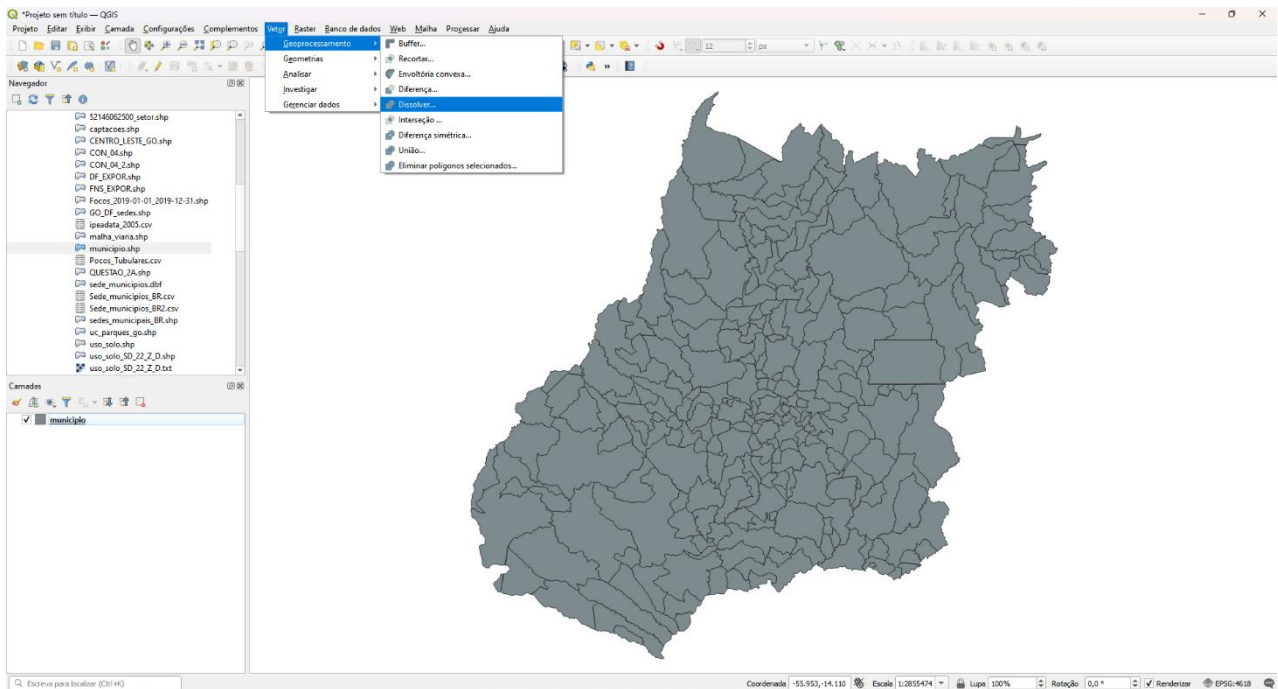 *Projeto sem título — QGIS
Projeto Editar Exibir Camada Configurações Complementos Vetor Raster Banco de dados Web Malha Processar Ajuda
Geoprocessamento
Geometrias
Analisar
Investigar
Gerenciar dados
Buffer...
Recortar...
Envoltória convexa...
Diferença...
Dissolver...
Interseção ...
Diferença simétrica...
União...
Eliminar polígonos selecionados...
12 px
»
Navegador
52146062500_setor.shp
captacoes.shp
CENTRO_LESTE_GO.shp
CON_04.shp
CON_04_2.shp
DF_EXPOR.shp
FNS_EXPOR.shp
Focos_2019-01-01_2019-12-31.shp
GO_DF_sedes.shp
ipeadata_2005.csv
malha_viaria.shp
municipio.shp
Pocos_Tubulares.csv
QUESTAO_2A.shp
sede_municipios.dbf
Sede_municipios_BR.csv
Sede_municipios_BR2.csv
sedes_municipais_BR.shp
uc_parques_go.shp
uso_solo.shp
uso_solo_SD_22_Z_D.shp
uso_solo_SD_22_Z_D.txt
Camadas
municipio
Escreva para localizar (Ctrl+K) Coordenada -55.953,-14.110 Escala 1:2855474 Lupa 100% Rotação 0,0 ° Renderizar EPSG:4618